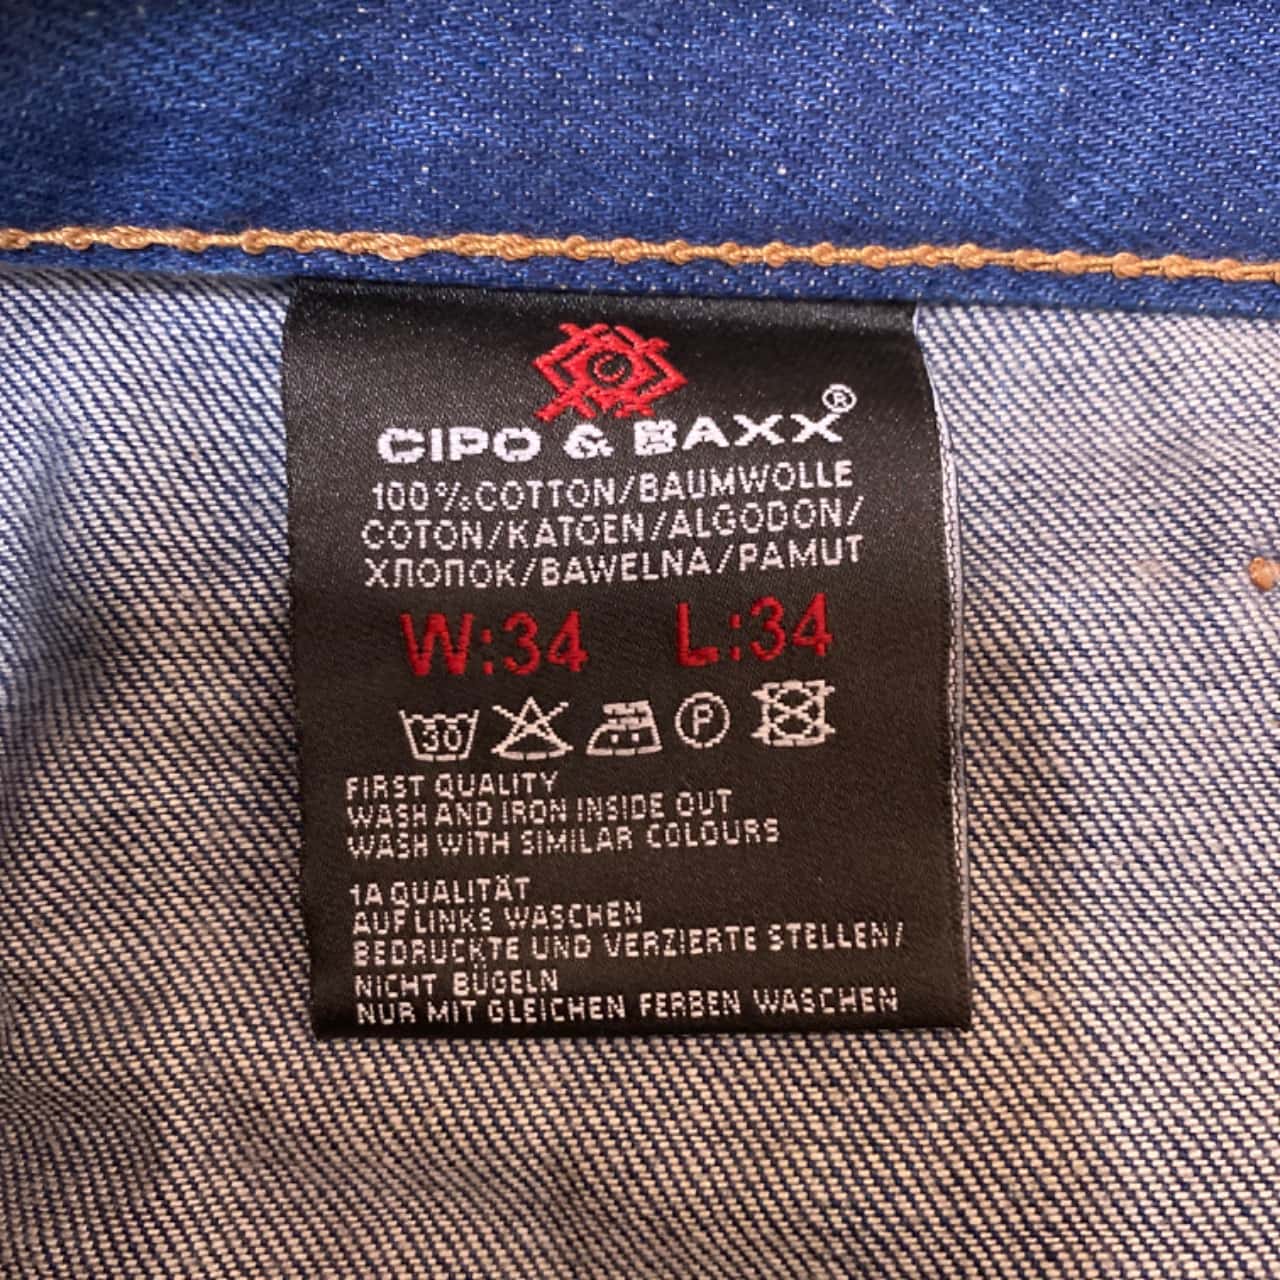 CIPO & BAXX®
100%COTTON/BAUMWOLLE
COTON/KATOEN/ALGODON/
ХЛОПОК/BAWELNA/PAMUT
W:34 L:34
30 P
FIRST QUALITY
WASH AND IRON INSIDE OUT
WASH WITH SIMILAR COLOURS
1A QUALITÄT
AUF LINKS WASCHEN
BEDRUCKTE UND VERZIERTE STELLEN/
NICHT BÜGELN
NUR MIT GLEICHEN FERBEN WASCHEN